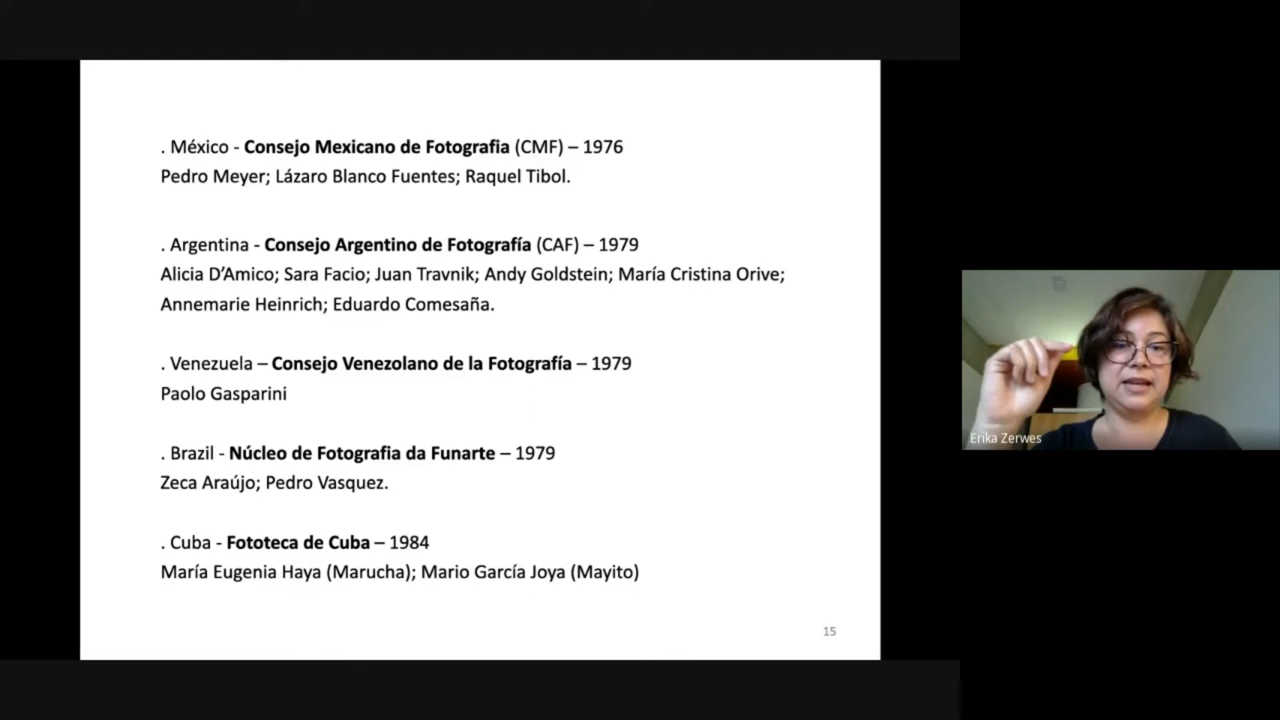 . México - Consejo Mexicano de Fotografia (CMF) – 1976
Pedro Meyer; Lázaro Blanco Fuentes; Raquel Tibol.
. Argentina - Consejo Argentino de Fotografía (CAF) – 1979
Alicia D’Amico; Sara Facio; Juan Travnik; Andy Goldstein; María Cristina Orive;
Annemarie Heinrich; Eduardo Comesaña.
. Venezuela – Consejo Venezolano de la Fotografía – 1979
Paolo Gasparini
. Brazil - Núcleo de Fotografia da Funarte – 1979
Zeca Araújo; Pedro Vasquez.
. Cuba - Fototeca de Cuba – 1984
María Eugenia Haya (Marucha); Mario García Joya (Mayito)
15
Erika Zerwes